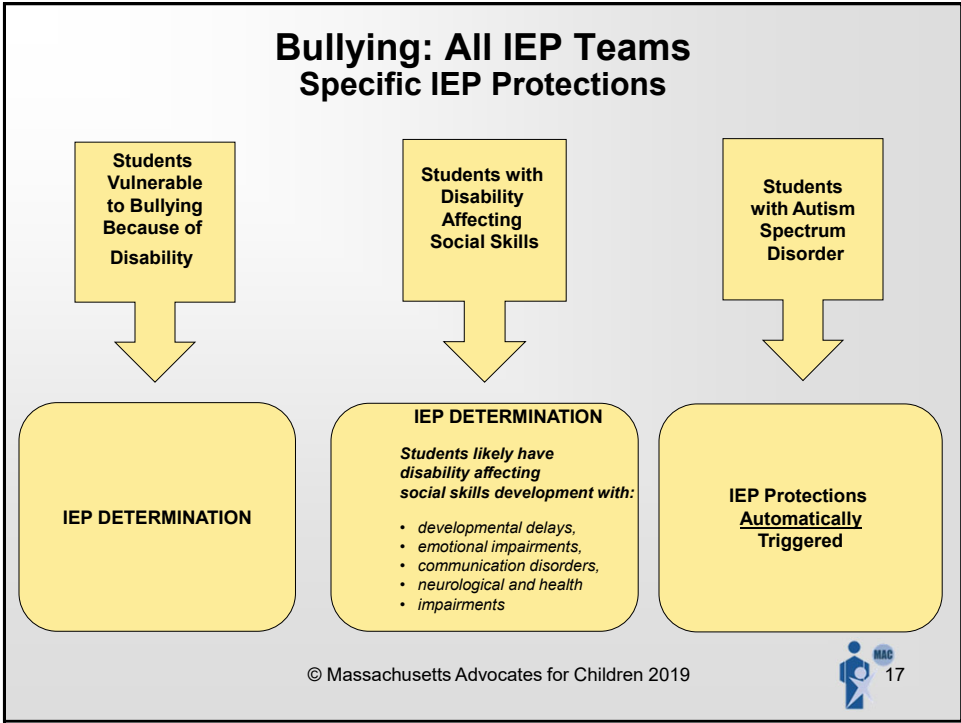 Bullying: All IEP Teams
Specific IEP Protections
Students
Vulnerable
to Bullying
Because of
Disability
Students with
Disability
Affecting
Social Skills
Students
with Autism
Spectrum
Disorder
IEP DETERMINATION
IEP DETERMINATION
Students likely have
disability affecting
social skills development with:
• developmental delays,
• emotional impairments,
• communication disorders,
• neurological and health
• impairments
IEP Protections
Automatically
Triggered
© Massachusetts Advocates for Children 2019
MAC
17